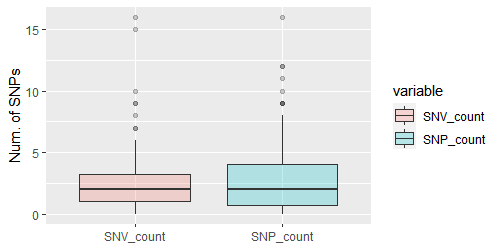 Num. of SNPs
15
10
5
0
SNV_count
SNP_count
variable
SNV_count
SNP_count